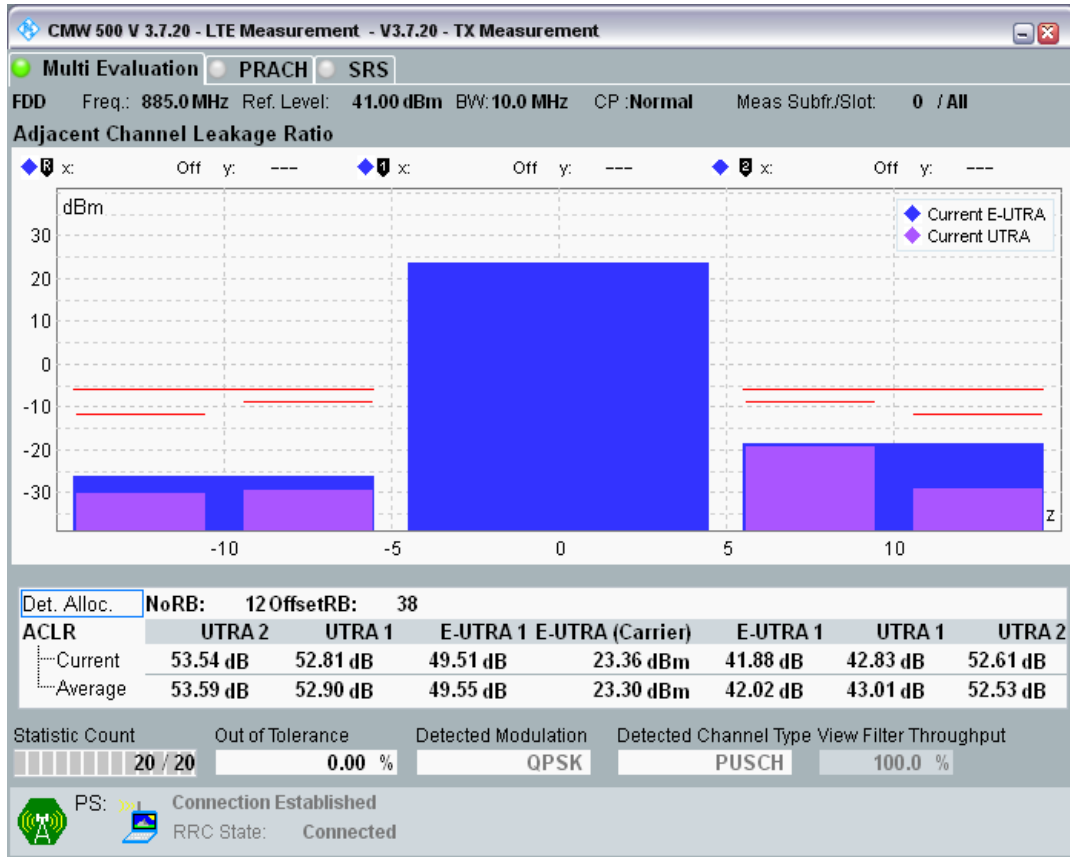 CMW 500 V 3.7.20 - LTE Measurement - V3.7.20 - TX Measurement
Multi Evaluation PRACH SRS
FDD Freq.: 885.0 MHz Ref. Level: 41.00 dBm BW: 10.0 MHz CP :Normal Meas Subfr./Slot: 0 / All
Adjacent Channel Leakage Ratio
R x: Off y: --- 1 x: Off y: --- 2 x: Off y: ---
dBm
Current E-UTRA
Current UTRA
30
20
10
0
-10
-20
-30
z
-10 -5 0 5 10
Det. Alloc. NoRB: 12 OffsetRB: 38
ACLR UTRA 2 UTRA 1 E-UTRA 1 E-UTRA (Carrier) E-UTRA 1 UTRA 1 UTRA 2
Current 53.54 dB 52.81 dB 49.51 dB 23.36 dBm 41.88 dB 42.83 dB 52.61 dB
Average 53.59 dB 52.90 dB 49.55 dB 23.30 dBm 42.02 dB 43.01 dB 52.53 dB
Statistic Count Out of Tolerance Detected Modulation Detected Channel Type View Filter Throughput
20 / 20 0.00 % QPSK PUSCH 100.0 %
PS: Connection Established
RRC State: Connected